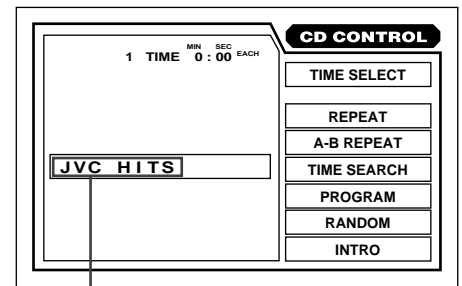 CD CONTROL
MIN SEC
1 TIME 0 : 00 EACH
TIME SELECT
REPEAT
A-B REPEAT
JVC HITS
TIME SEARCH
PROGRAM
RANDOM
INTRO